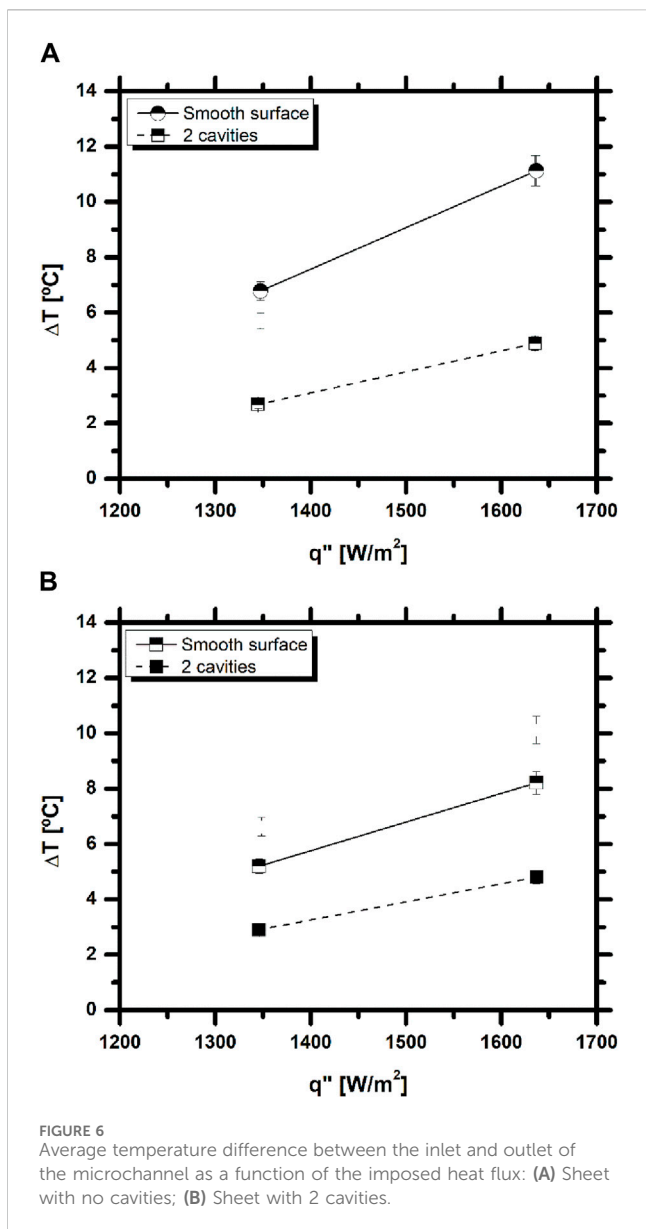 A
14
12
10
8
6
4
2
0
Smooth surface
2 cavities
ΔT [ºC]
1200 1300 1400 1500 1600 1700
q" [W/m²]
B
14
12
10
8
6
4
2
0
Smooth surface
2 cavities
ΔT [ºC]
1200 1300 1400 1500 1600 1700
q" [W/m²]
FIGURE 6
Average temperature difference between the inlet and outlet of
the microchannel as a function of the imposed heat flux: (A) Sheet
with no cavities; (B) Sheet with 2 cavities.